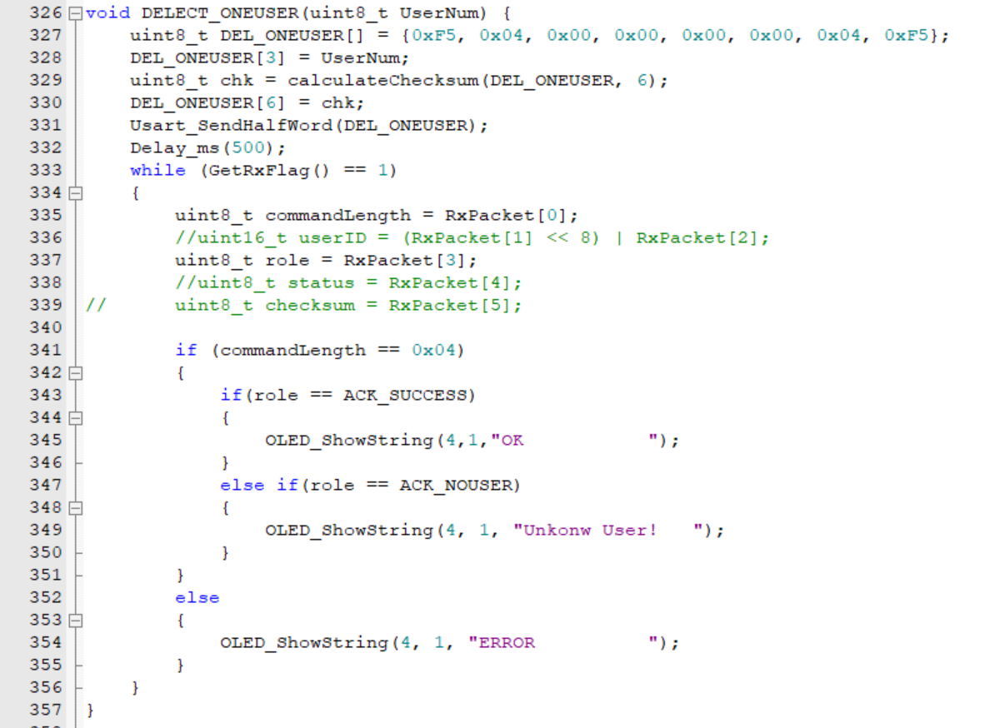 326 void DELECT_ONEUSER(uint8_t UserNum) {
327     uint8_t DEL_ONEUSER[] = {0xF5, 0x04, 0x00, 0x00, 0x00, 0x00, 0x04, 0xF5};
328     DEL_ONEUSER[3] = UserNum;
329     uint8_t chk = calculateChecksum(DEL_ONEUSER, 6);
330     DEL_ONEUSER[6] = chk;
331     Usart_SendHalfWord(DEL_ONEUSER);
332     Delay_ms(500);
333     while (GetRxFlag() == 1)
334     {
335         uint8_t commandLength = RxPacket[0];
336         //uint16_t userID = (RxPacket[1] << 8) | RxPacket[2];
337         uint8_t role = RxPacket[3];
338         //uint8_t status = RxPacket[4];
339 //      uint8_t checksum = RxPacket[5];
340
341         if (commandLength == 0x04)
342         {
343             if(role == ACK_SUCCESS)
344             {
345                 OLED_ShowString(4,1,"OK           ");
346             }
347             else if(role == ACK_NOUSER)
348             {
349                 OLED_ShowString(4, 1, "Unkonw User!   ");
350             }
351         }
352         else
353         {
354             OLED_ShowString(4, 1, "ERROR          ");
355         }
356     }
357 }